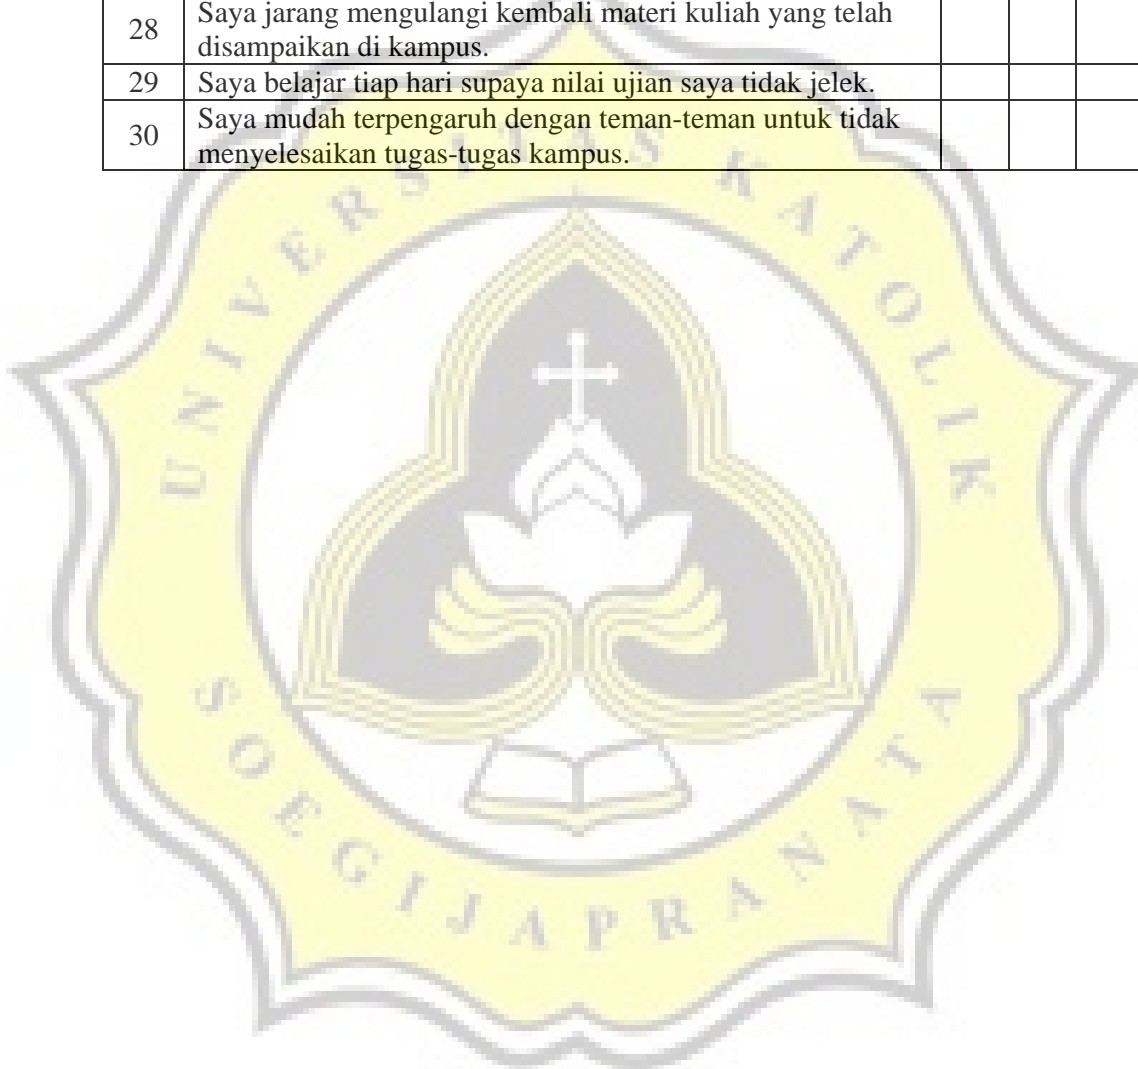 28
Saya jarang mengulangi kembali materi kuliah yang telah
disampaikan di kampus.
29
Saya belajar tiap hari supaya nilai ujian saya tidak jelek.
30
Saya mudah terpengaruh dengan teman-teman untuk tidak
menyelesaikan tugas-tugas kampus.
UNIVERSITAS KATOLIK
SOEGIJAPRANATA